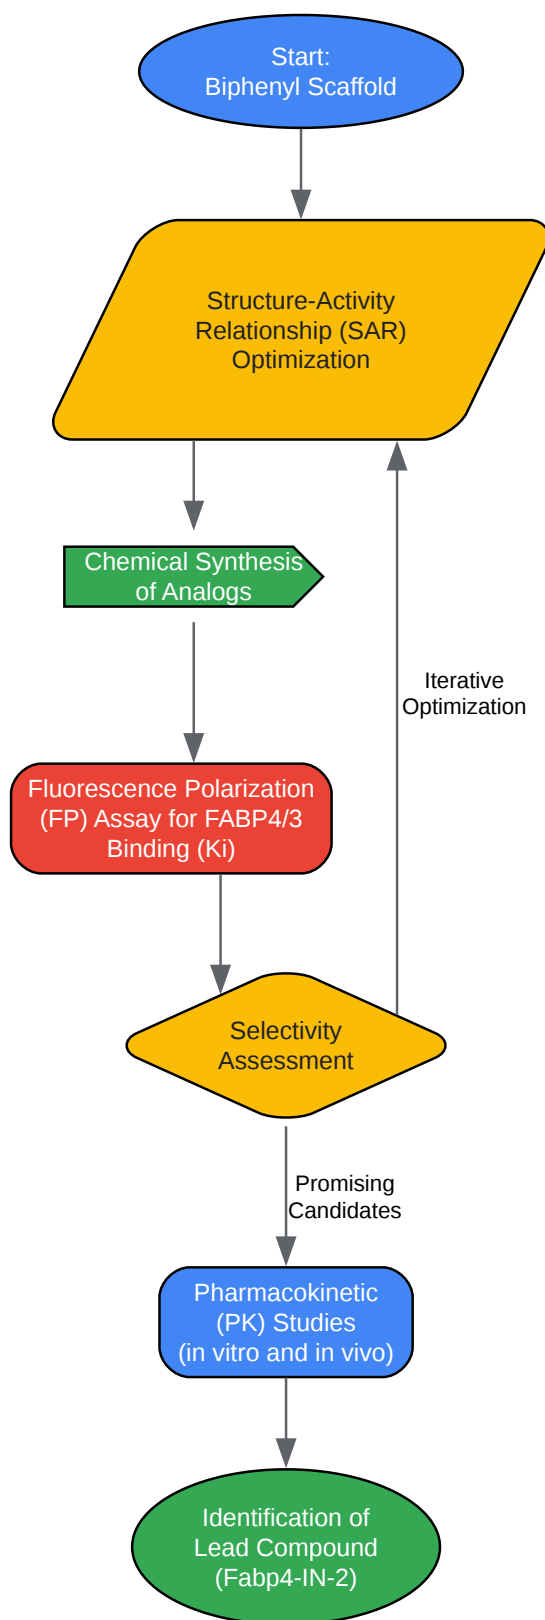 Start:
Biphenyl Scaffold
Structure-Activity
Relationship (SAR)
Optimization
Chemical Synthesis
of Analogs
Iterative
Optimization
Fluorescence Polarization
(FP) Assay for FABP4/3
Binding (Ki)
Selectivity
Assessment
Promising
Candidates
Pharmacokinetic
(PK) Studies
(in vitro and in vivo)
Identification of
Lead Compound
(Fabp4-IN-2)